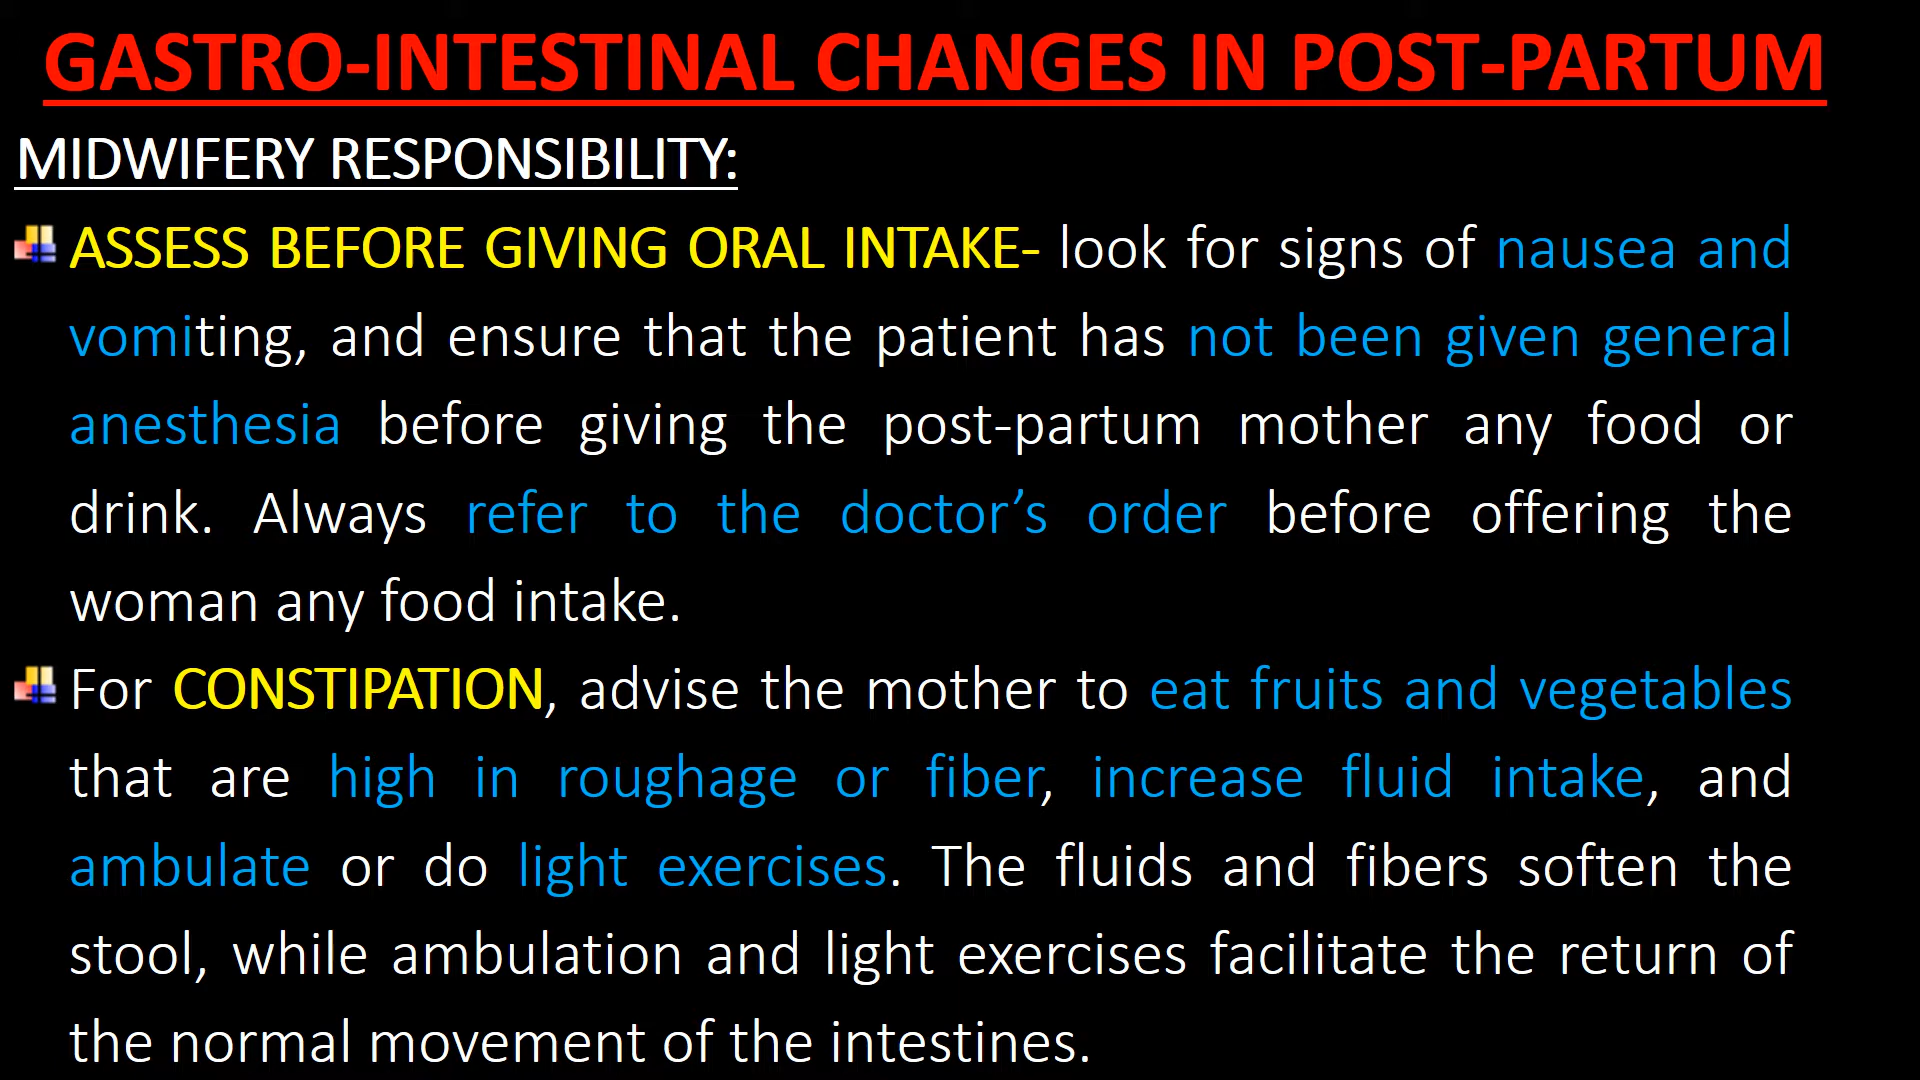 GASTRO-INTESTINAL CHANGES IN POST-PARTUM
MIDWIFERY RESPONSIBILITY:
ASSESS BEFORE GIVING ORAL INTAKE- look for signs of nausea and
vomiting, and ensure that the patient has not been given general
anesthesia before giving the post-partum mother any food or
drink. Always refer to the doctor’s order before offering the
woman any food intake.
For CONSTIPATION, advise the mother to eat fruits and vegetables
that are high in roughage or fiber, increase fluid intake, and
ambulate or do light exercises. The fluids and fibers soften the
stool, while ambulation and light exercises facilitate the return of
the normal movement of the intestines.